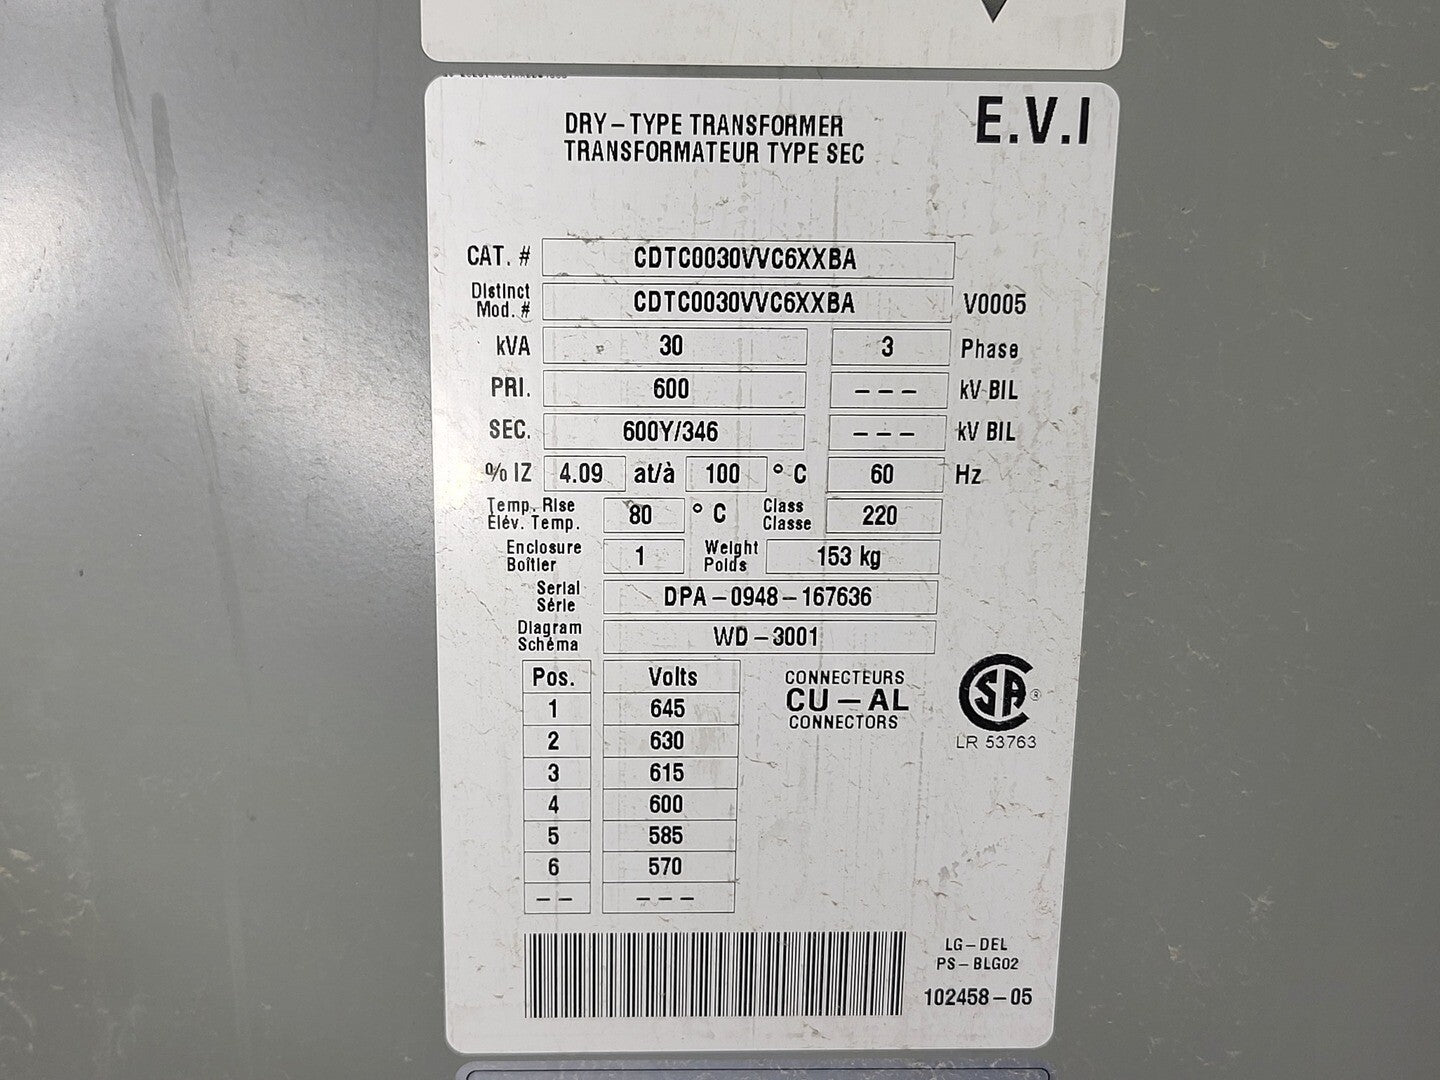 DRY-TYPE TRANSFORMER
TRANSFORMATEUR TYPE SEC
E.V.I
CAT. # CDTC0030VVC6XXBA
Distinct Mod. # CDTC0030VVC6XXBA V0005
kVA 30 3 Phase
PRI. 600 --- kV BIL
SEC. 600Y/346 --- kV BIL
% IZ 4.09 at/à 100 °C 60 Hz
Temp. Rise Élév. Temp. 80 °C Class Classe 220
Enclosure Boîtier 1 Weight Poids 153 kg
Serial Série DPA-0948-167636
Diagram Schéma WD-3001
Pos. Volts
1 645
2 630
3 615
4 600
5 585
6 570
-- ---
CONNECTEURS
CU-AL
CONNECTORS
SA ®
LR 53763
LG-DEL
PS-BLG02
102458-05